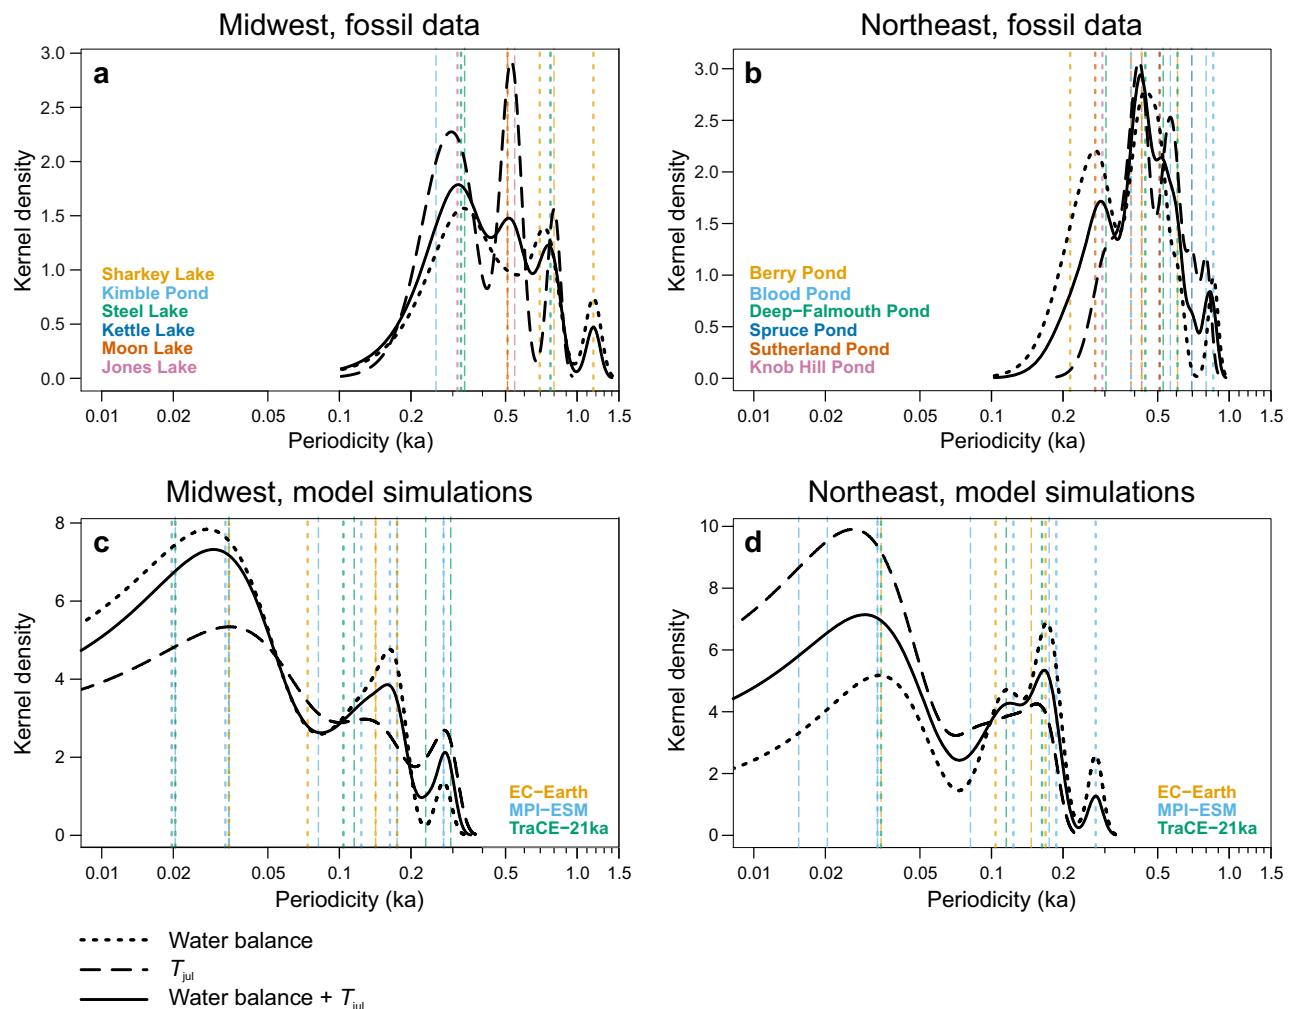 Midwest, fossil data
Northeast, fossil data
a
3.0
2.5
2.0
1.5
1.0
0.5
0.0
Kernel density
Sharkey Lake
Kimble Pond
Steel Lake
Kettle Lake
Moon Lake
Jones Lake
0.01 0.02 0.05 0.1 0.2 0.5 1.0 1.5
Periodicity (ka)
b
3.0
2.5
2.0
1.5
1.0
0.5
0.0
Kernel density
Berry Pond
Blood Pond
Deep−Falmouth Pond
Spruce Pond
Sutherland Pond
Knob Hill Pond
0.01 0.02 0.05 0.1 0.2 0.5 1.0 1.5
Periodicity (ka)
Midwest, model simulations
Northeast, model simulations
c
8
6
4
2
0
Kernel density
EC−Earth
MPI−ESM
TraCE−21ka
0.01 0.02 0.05 0.1 0.2 0.5 1.0 1.5
Periodicity (ka)
d
10
8
6
4
2
0
Kernel density
EC−Earth
MPI−ESM
TraCE−21ka
0.01 0.02 0.05 0.1 0.2 0.5 1.0 1.5
Periodicity (ka)
Water balance
Tjul
Water balance + Tjul